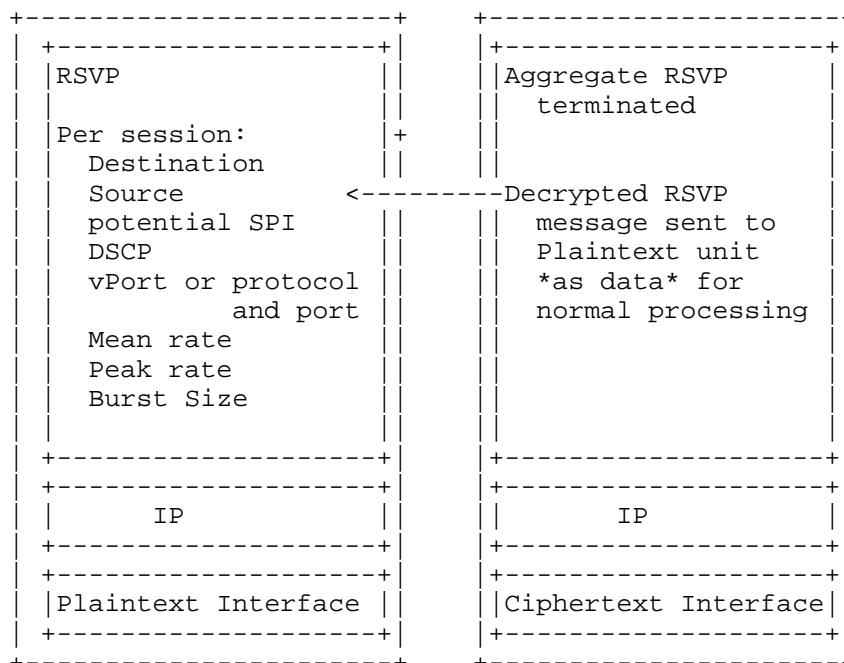 RSVP
Per session:
Destination
Source
potential SPI
DSCP
vPort or protocol
and port
Mean rate
Peak rate
Burst Size
IP
Plaintext Interface
Aggregate RSVP
terminated
Decrypted RSVP
message sent to
Plaintext unit
*as data* for
normal processing
IP
Ciphertext Interface